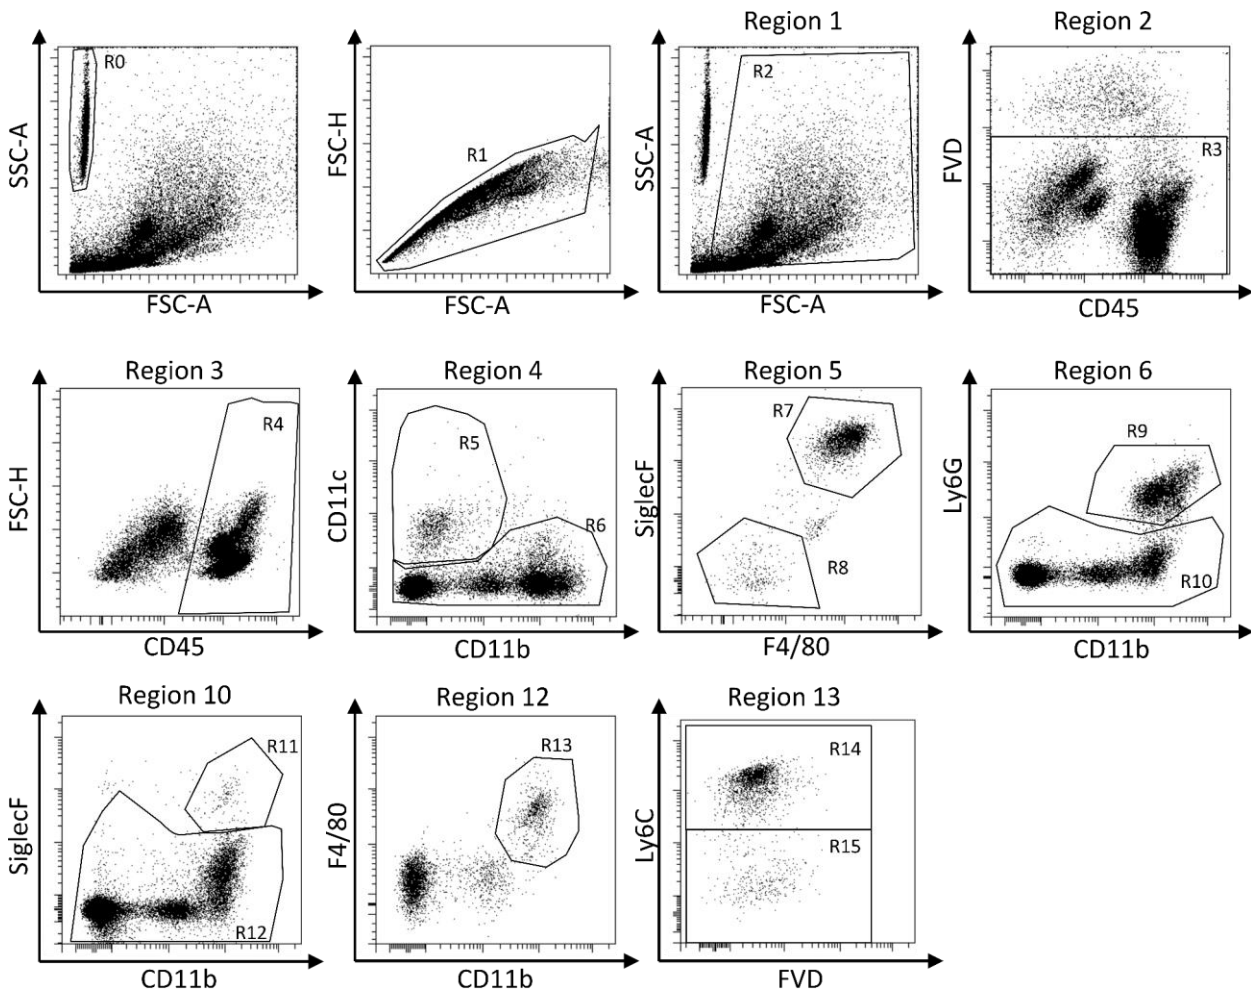 Region 1
Region 2
SSC-A
R0
FSC-A
FSC-H
R1
FSC-A
SSC-A
R2
FSC-A
FVD
R3
CD45
Region 3
Region 4
Region 5
Region 6
FSC-H
R4
CD45
CD11c
R5
R6
CD11b
SiglecF
R7
R8
F4/80
Ly6G
R9
R10
CD11b
Region 10
Region 12
Region 13
SiglecF
R11
R12
CD11b
F4/80
R13
CD11b
Ly6C
R14
R15
FVD